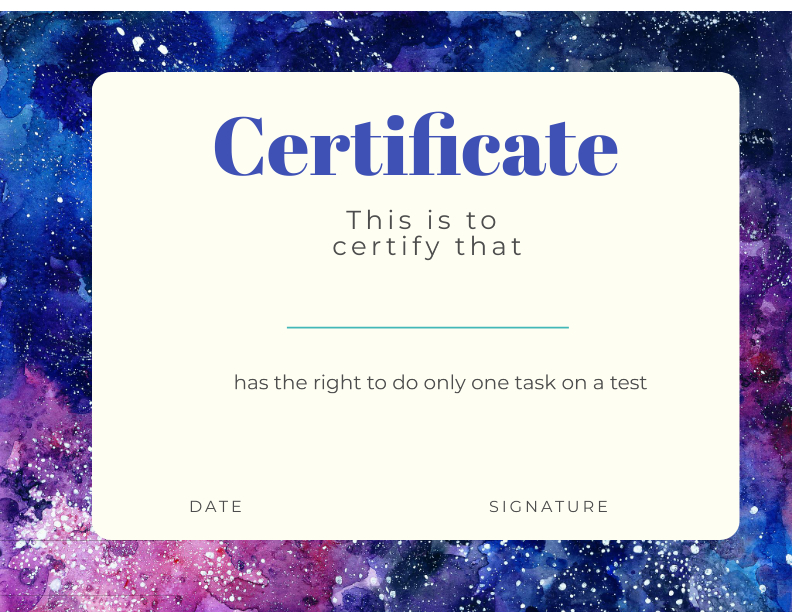 Certificate
This is to
certify that
has the right to do only one task on a test
DATE
SIGNATURE